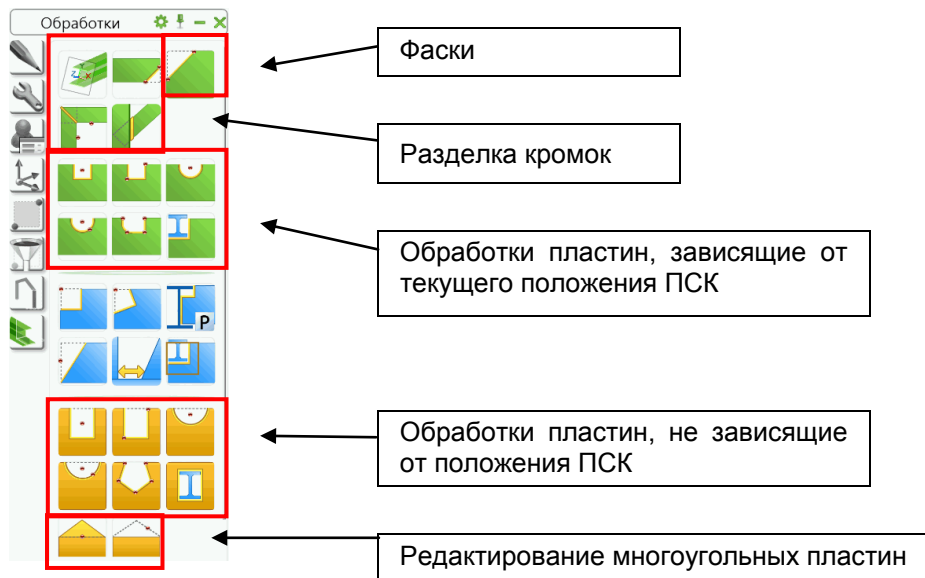 Обработки
Фаски
Разделка кромок
Обработки пластин, зависящие от
текущего положения ПСК
P
Обработки пластин, не зависящие
от положения ПСК
Редактирование многоугольных пластин